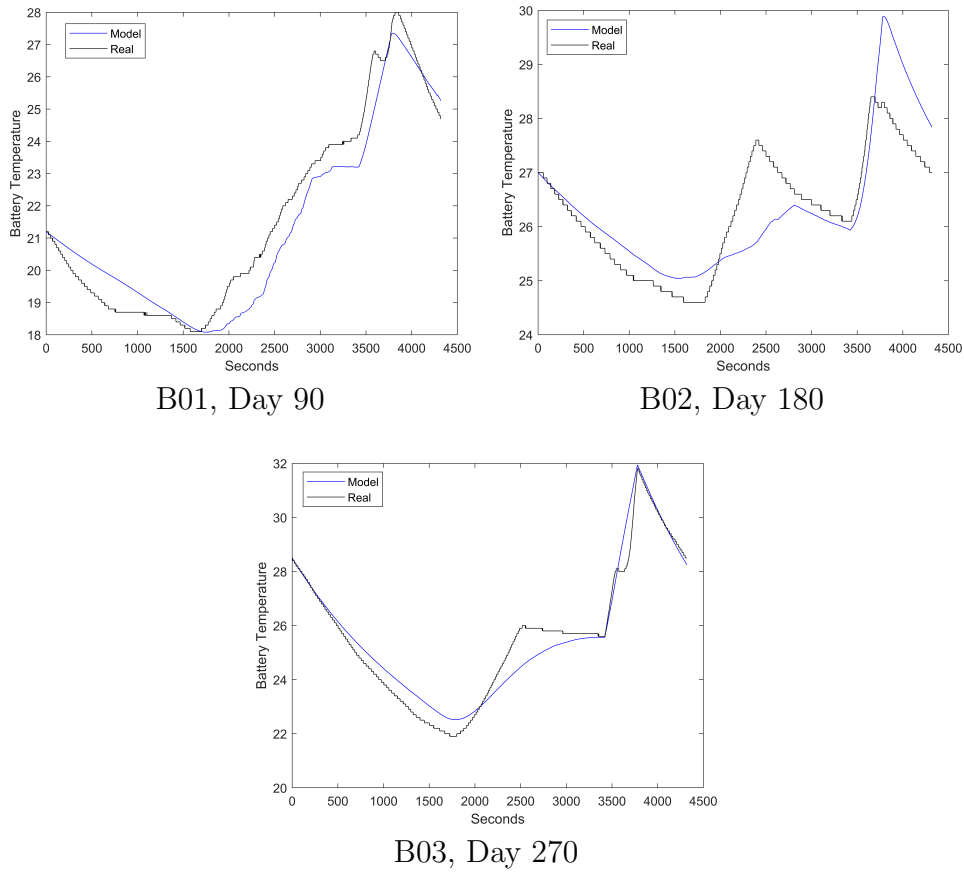 28
27
26
25
24
23
22
21
20
19
18
Battery Temperature
Model
Real
0 500 1000 1500 2000 2500 3000 3500 4000 4500
Seconds
B01, Day 90
30
29
28
27
26
25
24
Battery Temperature
Model
Real
0 500 1000 1500 2000 2500 3000 3500 4000 4500
Seconds
B02, Day 180
32
30
28
26
24
22
20
Battery Temperature
Model
Real
0 500 1000 1500 2000 2500 3000 3500 4000 4500
Seconds
B03, Day 270